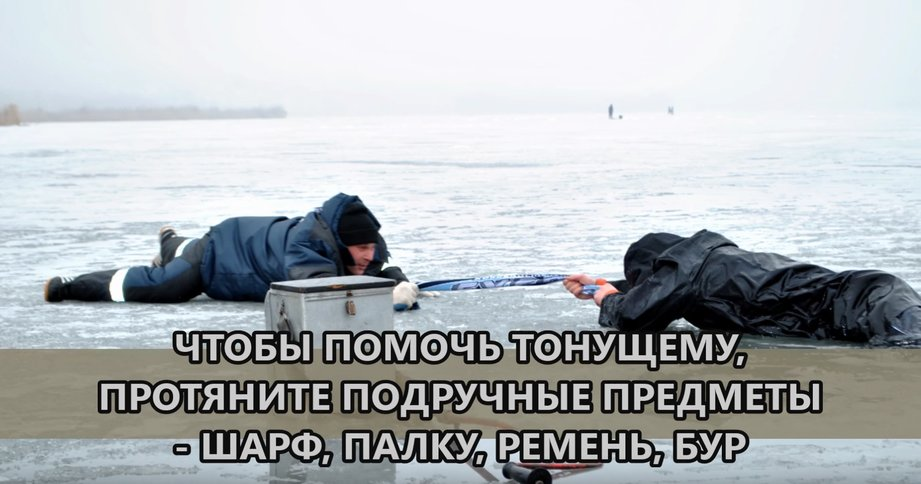 ЧТОБЫ ПОМОЧЬ ТОНУЩЕМУ,
ПРОТЯНИТЕ ПОДРУЧНЫЕ ПРЕДМЕТЫ
- ШАРФ, ПАЛКУ, РЕМЕНЬ, БУР